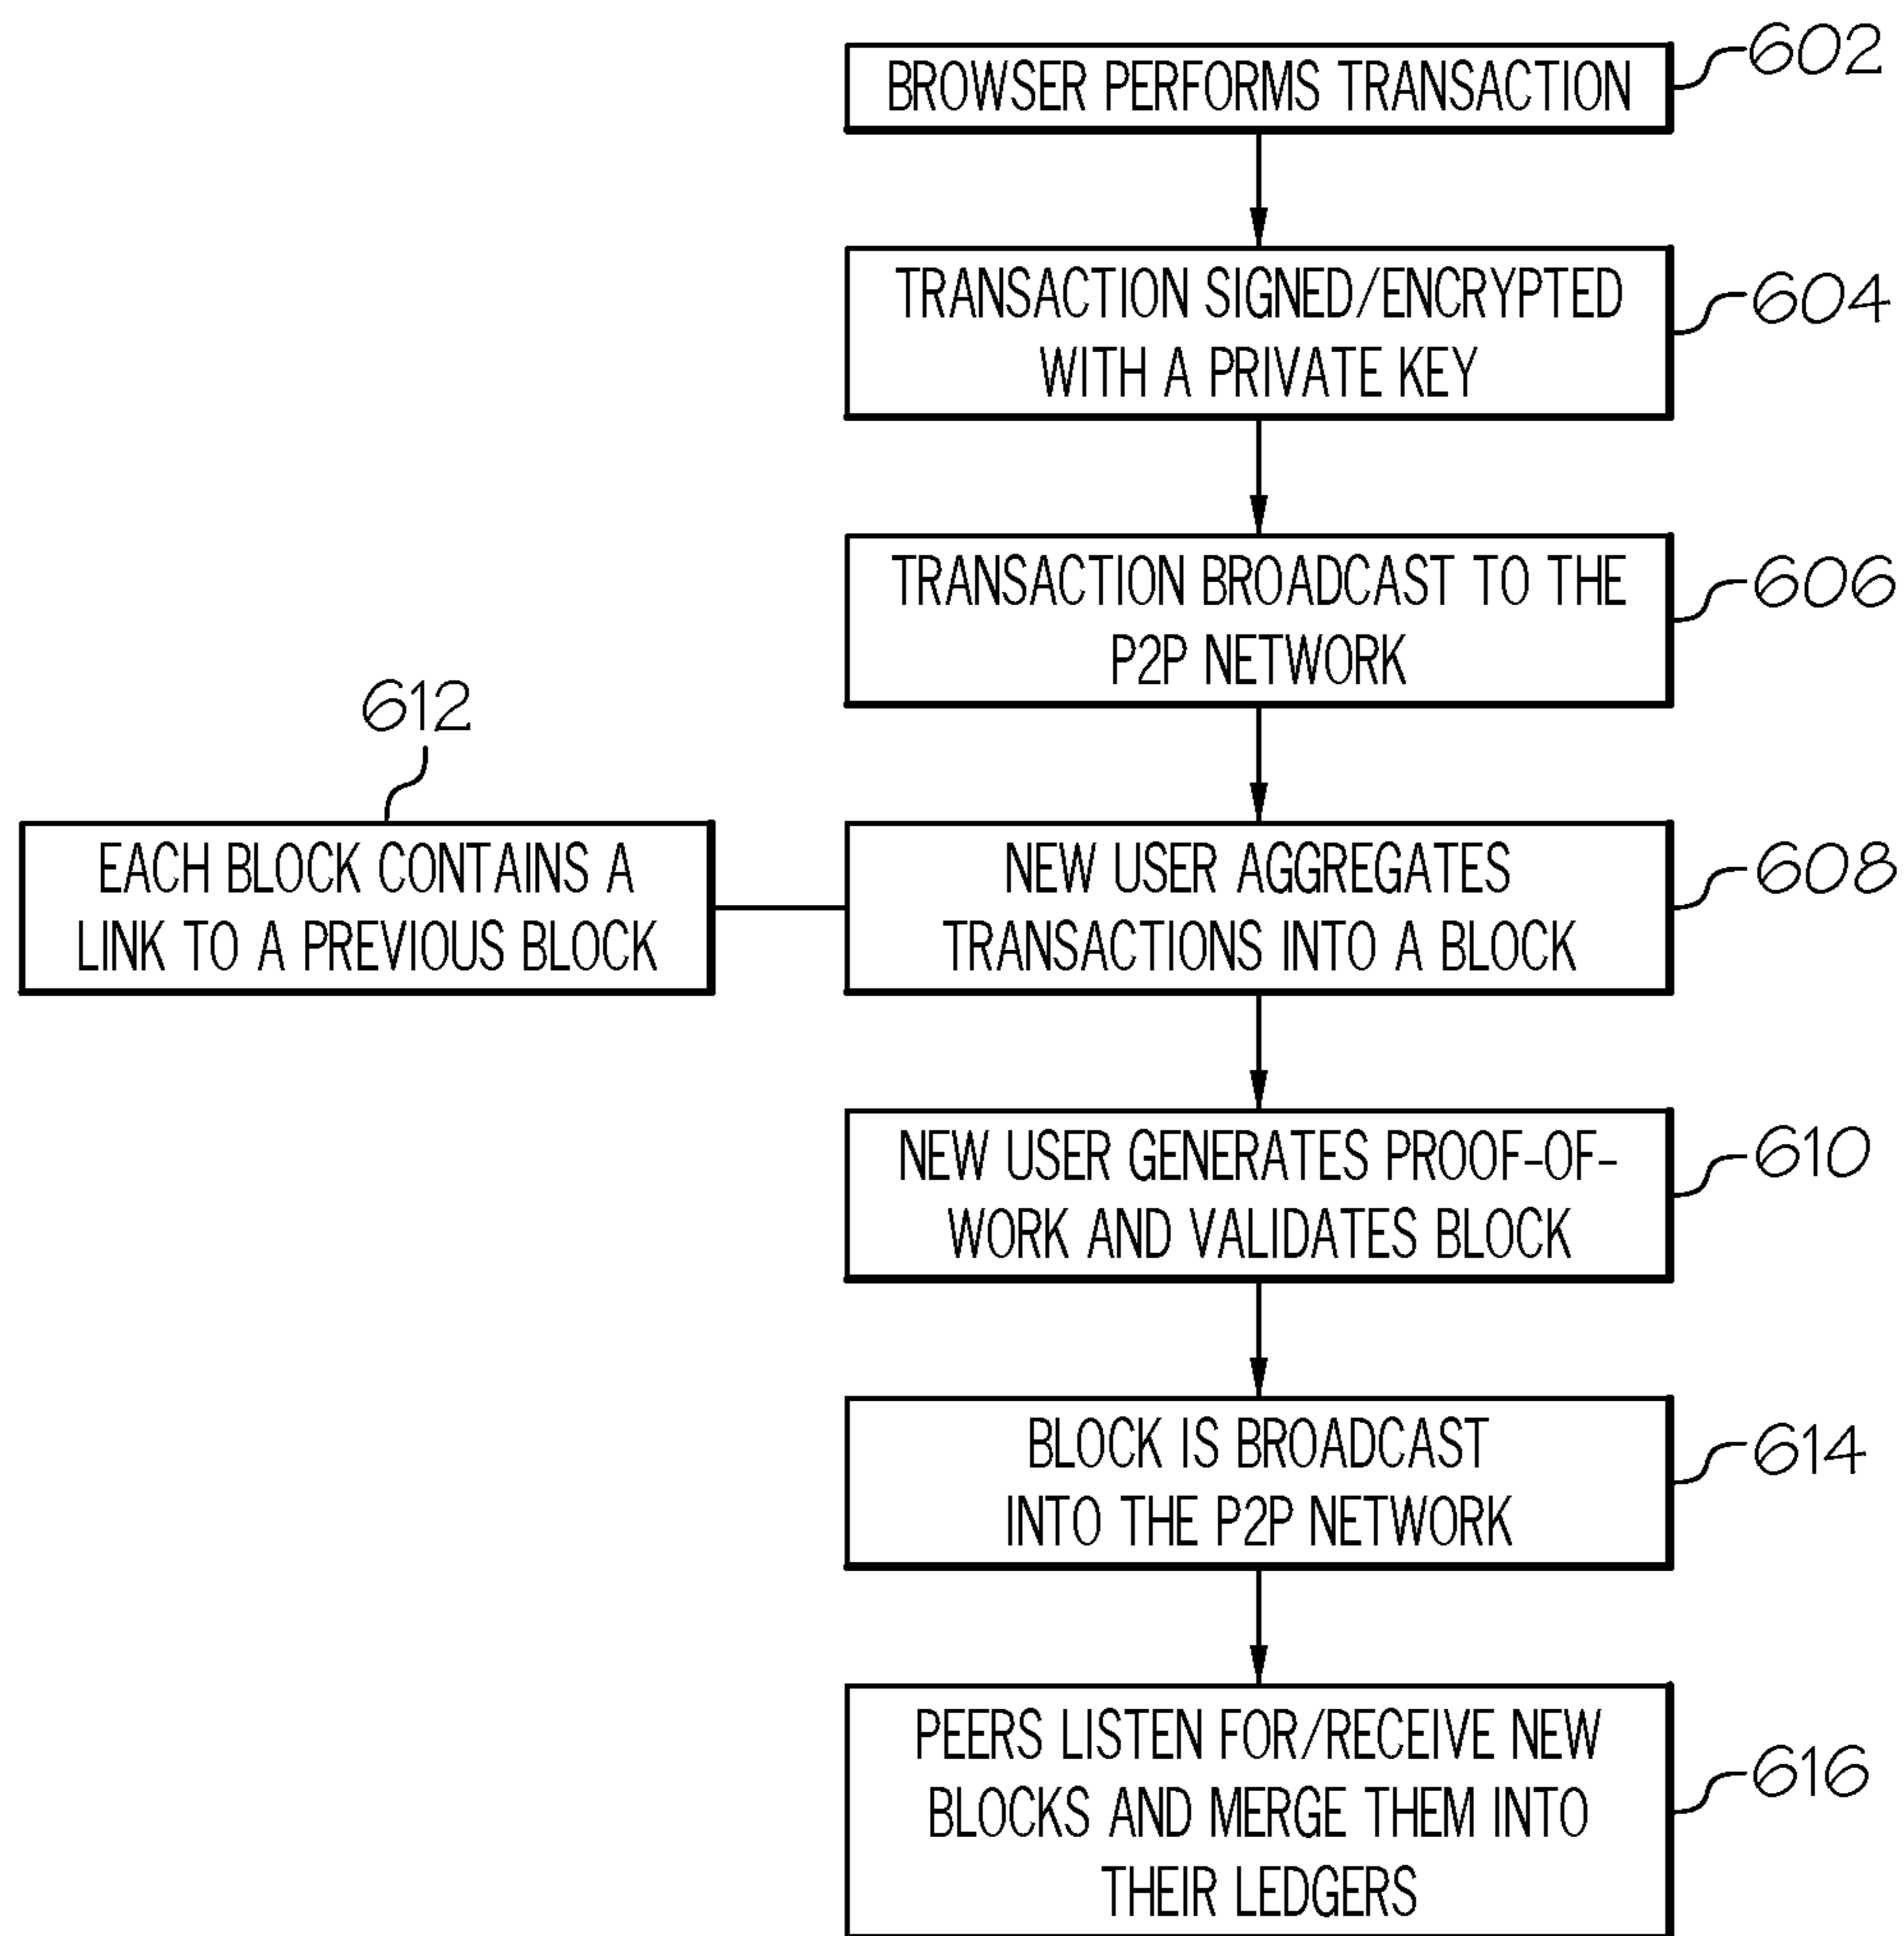 BROWSER PERFORMS TRANSACTION
602
TRANSACTION SIGNED/ENCRYPTED
WITH A PRIVATE KEY
604
TRANSACTION BROADCAST TO THE
P2P NETWORK
606
612
EACH BLOCK CONTAINS A
LINK TO A PREVIOUS BLOCK
NEW USER AGGREGATES
TRANSACTIONS INTO A BLOCK
608
NEW USER GENERATES PROOF-OF-
WORK AND VALIDATES BLOCK
610
BLOCK IS BROADCAST
INTO THE P2P NETWORK
614
PEERS LISTEN FOR/RECEIVE NEW
BLOCKS AND MERGE THEM INTO
THEIR LEDGERS
616